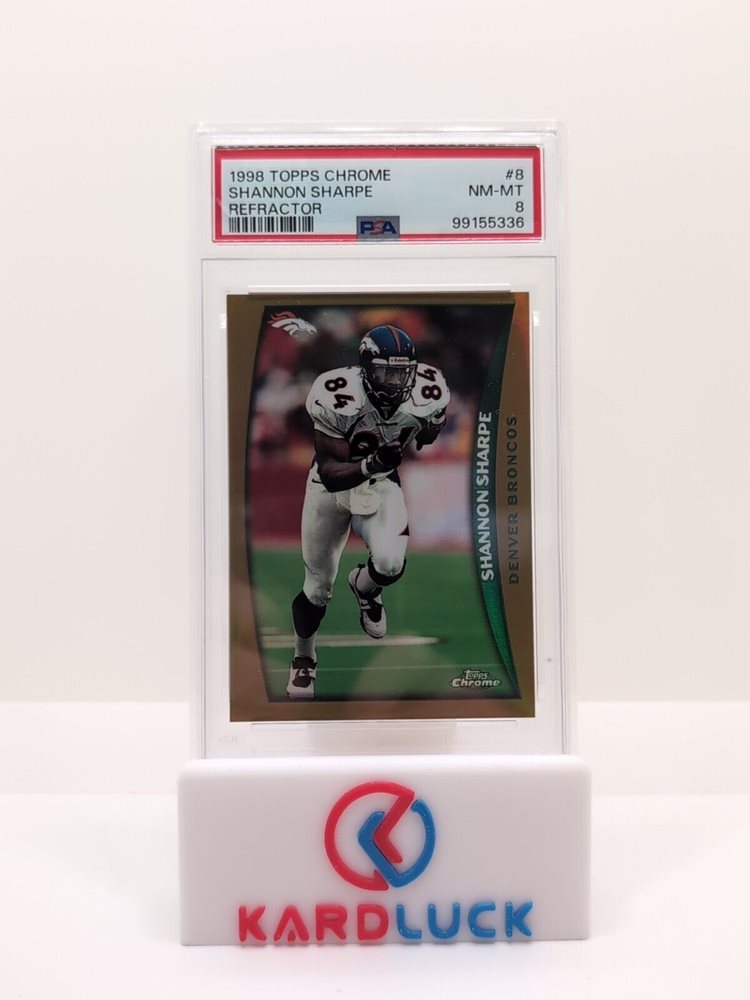 1998 TOPPS CHROME #8
SHANNON SHARPE NM-MT
REFRACTOR 8
PSA 99155336
84 84
84
SHANNON SHARPE
DENVER BRONCOS
TOPPS
Chrome
KARDLUCK